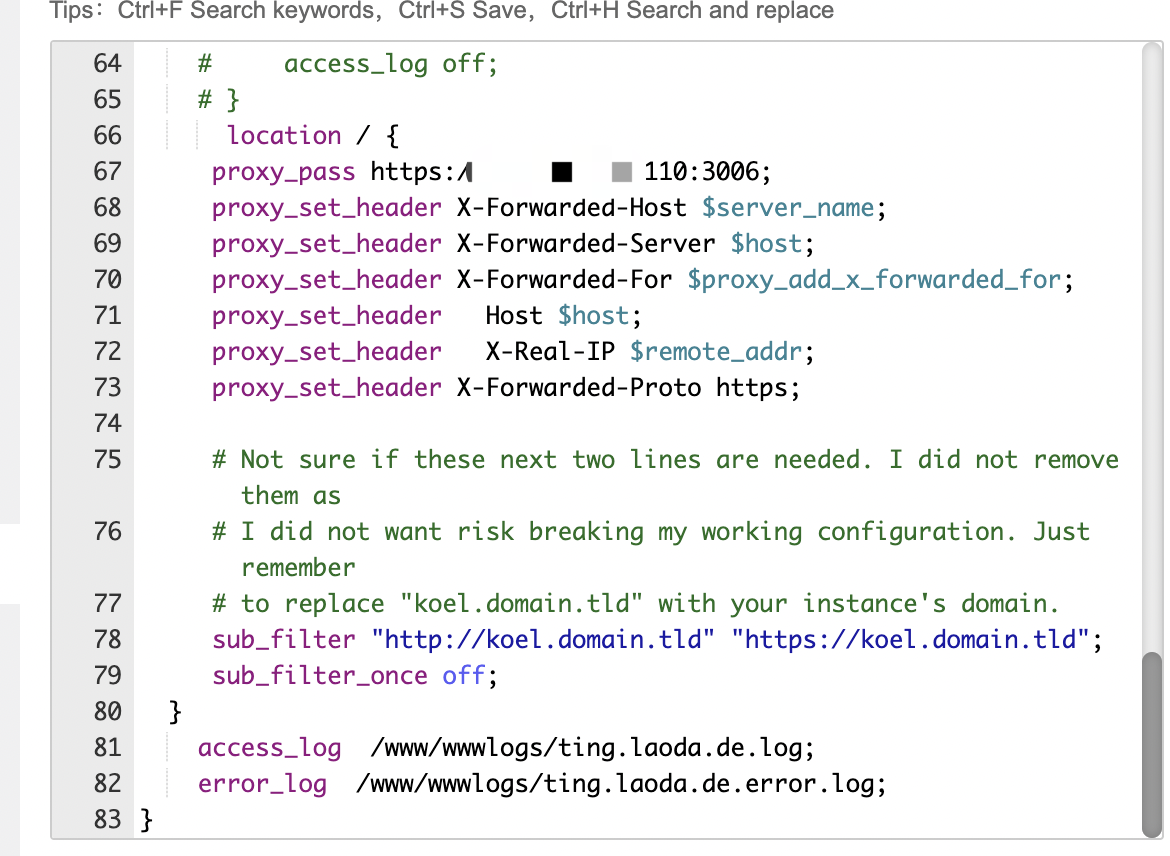 Tips：Ctrl+F Search keywords，Ctrl+S Save，Ctrl+H Search and replace
64 # access_log off;
65 # }
66 location / {
67 proxy_pass https:/ 110:3006;
68 proxy_set_header X-Forwarded-Host $server_name;
69 proxy_set_header X-Forwarded-Server $host;
70 proxy_set_header X-Forwarded-For $proxy_add_x_forwarded_for;
71 proxy_set_header Host $host;
72 proxy_set_header X-Real-IP $remote_addr;
73 proxy_set_header X-Forwarded-Proto https;
74
75 # Not sure if these next two lines are needed. I did not remove
them as
76 # I did not want risk breaking my working configuration. Just
remember
77 # to replace "koel.domain.tld" with your instance's domain.
78 sub_filter "http://koel.domain.tld" "https://koel.domain.tld";
79 sub_filter_once off;
80 }
81 access_log /www/wwwlogs/ting.laoda.de.log;
82 error_log /www/wwwlogs/ting.laoda.de.error.log;
83 }